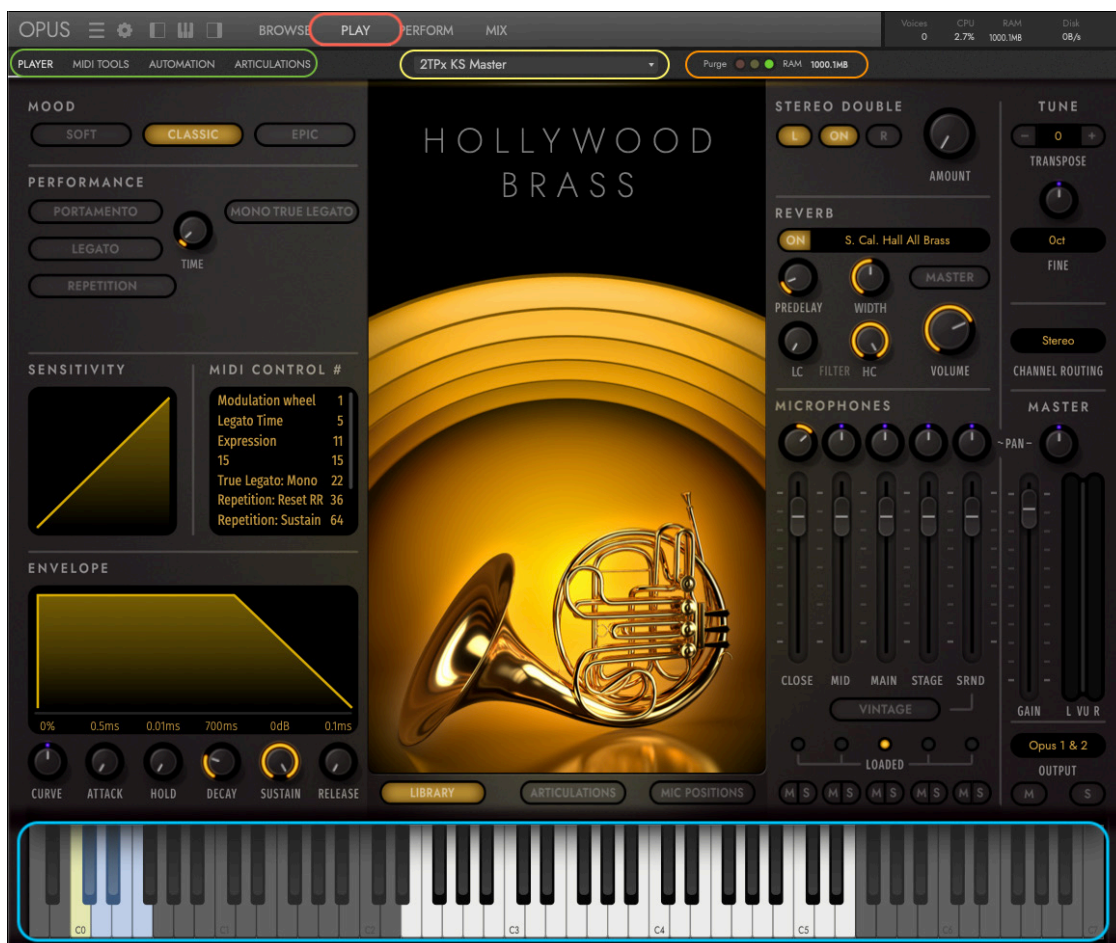 OPUS BROWSE PLAY PERFORM MIX
Voices CPU RAM Disk
0 2.7% 1000.1MB 0B/s
PLAYER MIDI TOOLS AUTOMATION ARTICULATIONS
2TPx KS Master
Purge RAM 1000.1MB
MOOD
SOFT CLASSIC EPIC
PERFORMANCE
PORTAMENTO MONO TRUE LEGATO
LEGATO
TIME
REPETITION
SENSITIVITY
MIDI CONTROL #
Modulation wheel 1
Legato Time 5
Expression 11
15 15
True Legato: Mono 22
Repetition: Reset RR 36
Repetition: Sustain 64
ENVELOPE
0% 0.5ms 0.01ms 700ms 0dB 0.1ms
CURVE ATTACK HOLD DECAY SUSTAIN RELEASE
HOLLYWOOD
BRASS
LIBRARY ARTICULATIONS MIC POSITIONS
STEREO DOUBLE
L ON R
AMOUNT
REVERB
ON S. Cal. Hall All Brass
MASTER
PREDELAY WIDTH
LC FILTER HC VOLUME
MICROPHONES
~PAN~
CLOSE MID MAIN STAGE SRND
VINTAGE
LOADED
M S M S M S M S M S
TUNE
- 0 +
TRANSPOSE
0ct
FINE
Stereo
CHANNEL ROUTING
MASTER
GAIN L VU R
Opus 1 & 2
OUTPUT
M S
C0 C1 C2 C3 C4 C5 C6 C7